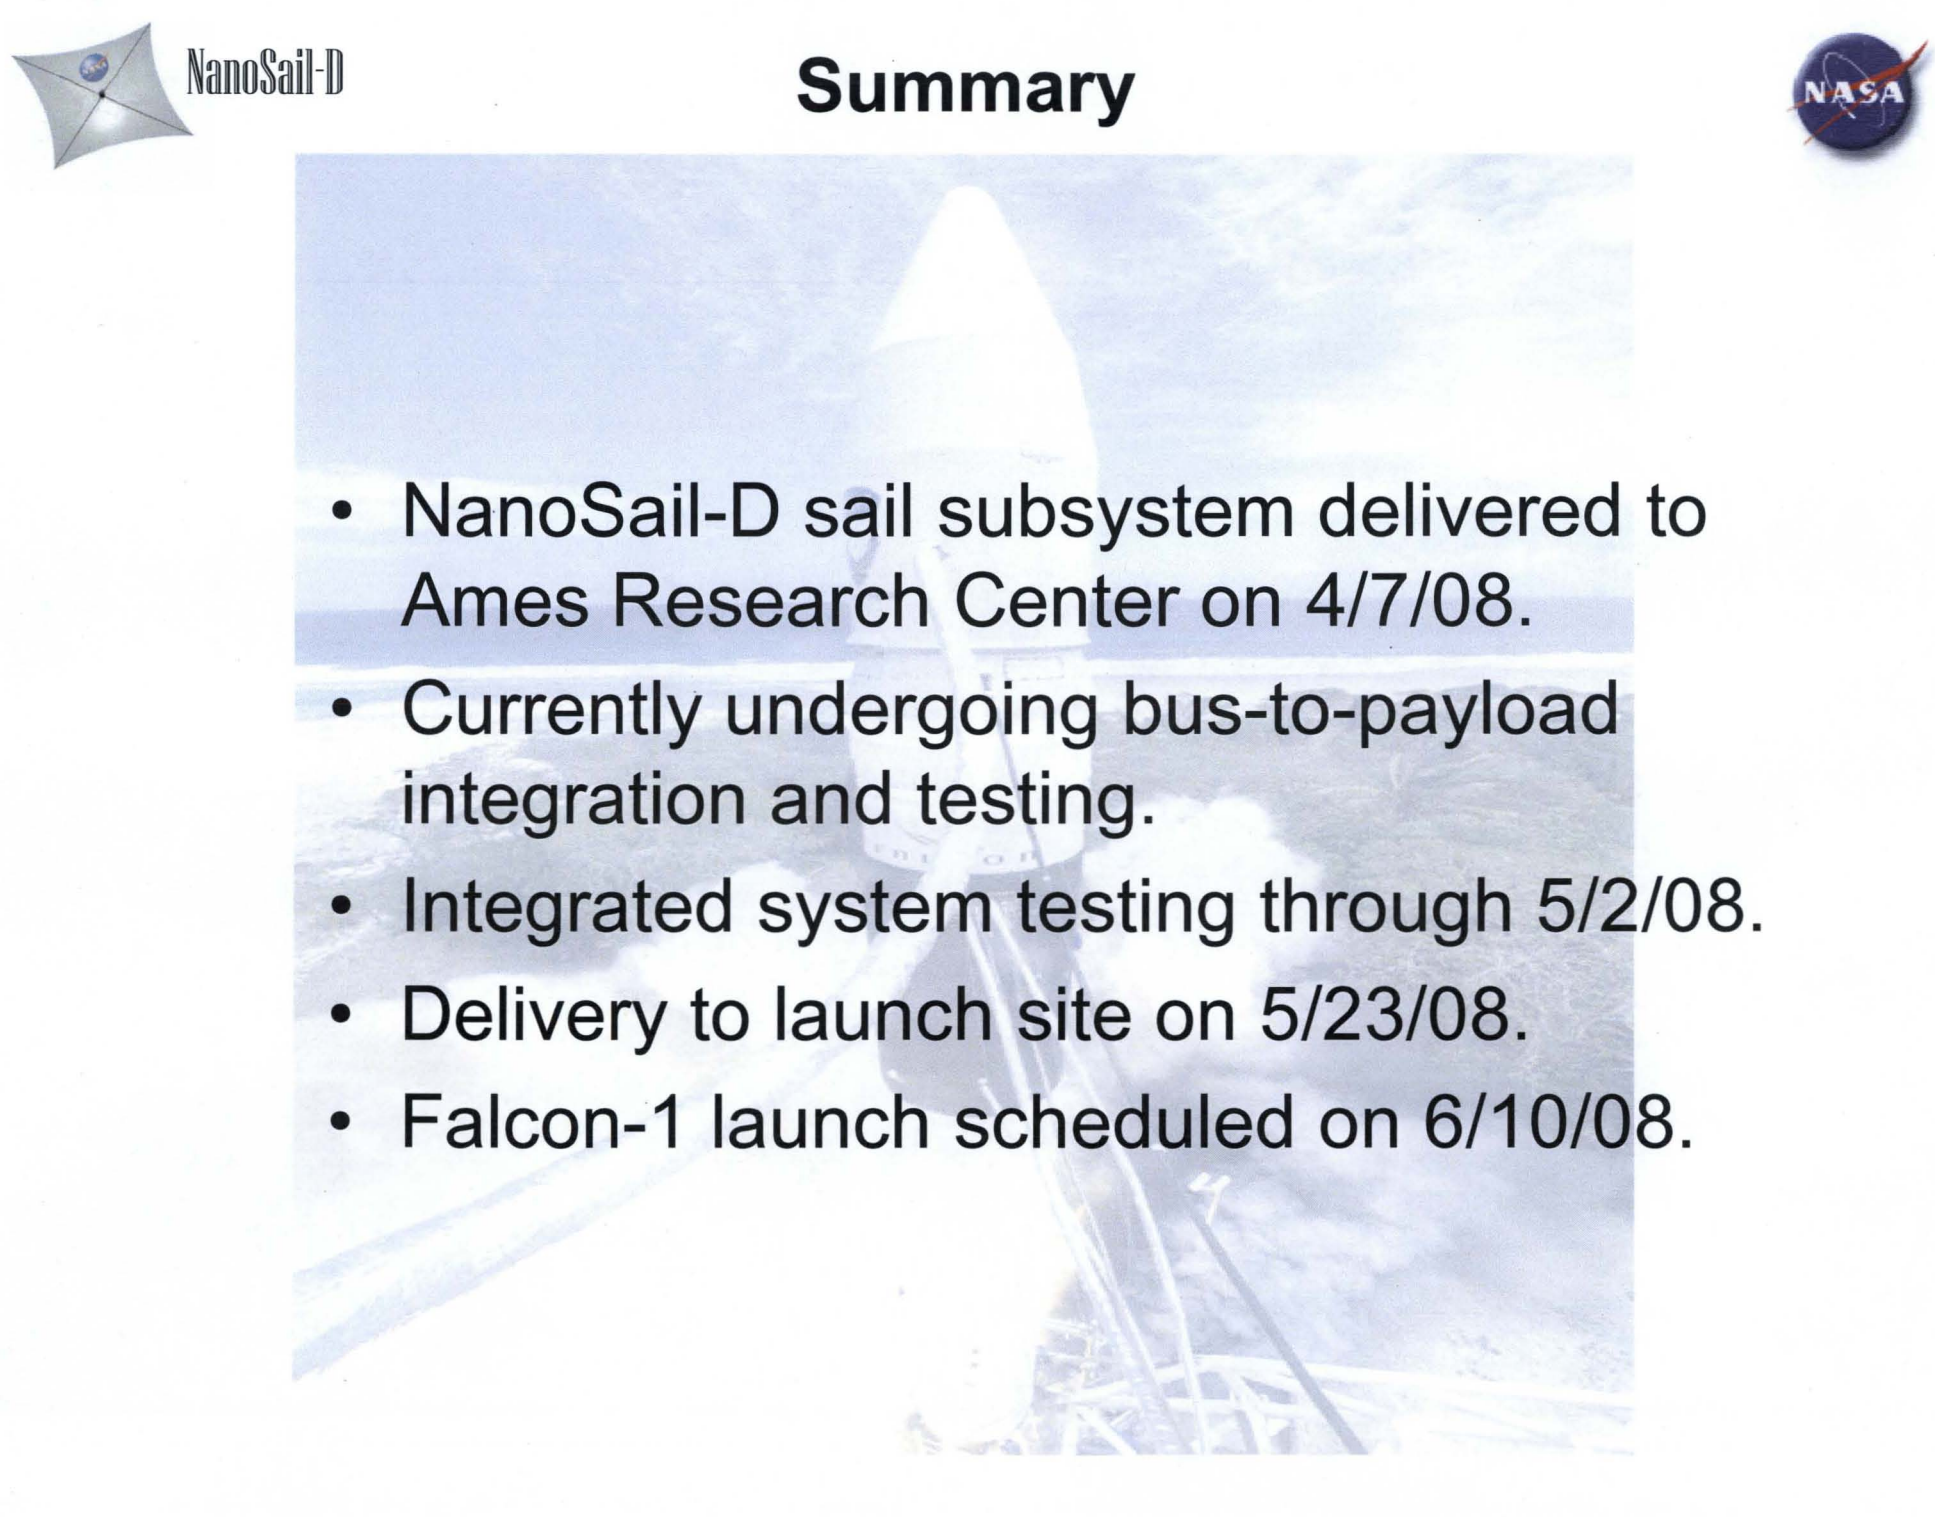 NanoSail-D
Summary
NASA
• NanoSail-D sail subsystem delivered to
Ames Research Center on 4/7/08.
• Currently undergoing bus-to-payload
integration and testing.
• Integrated system testing through 5/2/08.
• Delivery to launch site on 5/23/08.
• Falcon-1 launch scheduled on 6/10/08.